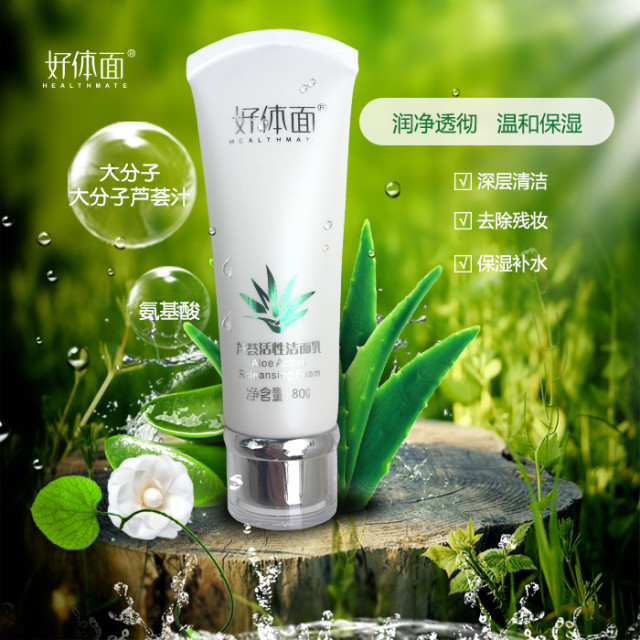 好体面®
HEALTHMATE
大分子
大分子芦荟汁
氨基酸
好体面®
HEALTHMATE
芦荟活性洁面乳
Aloe
Cleansing Foam
净含量 80g
润净透彻 温和保湿
深层清洁
去除残妆
保湿补水